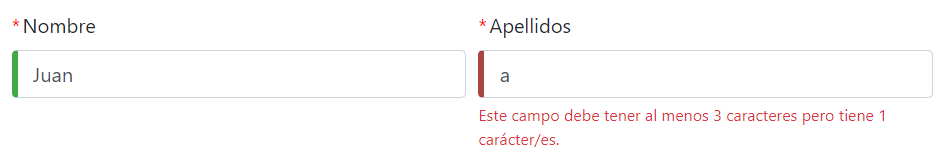 *Nombre
*Apellidos
Juan
a
Este campo debe tener al menos 3 caracteres pero tiene 1
carácter/es.